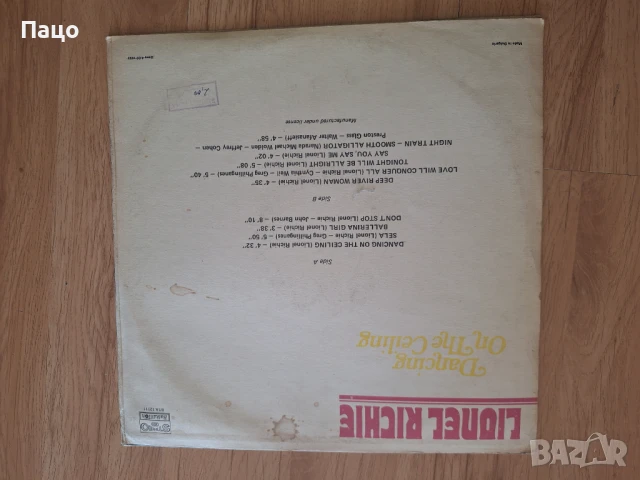 Пацо
LIONEL RICHIE
STEREO
Dancing
On The Ceiling
Side A
DANCING ON THE CEILING (Lionel Richie) – 4'32"
SELA (Lionel Richie – Greg Phillinganes) – 5'50"
BALLERINA GIRL (Lionel Richie) – 3'38"
DON'T STOP (Lionel Richie – John Barnes) – 8'10"
Side B
DEEP RIVER WOMAN (Lionel Richie) – 4'35"
LOVE WILL CONQUER ALL (Lionel Richie – Cynthia Weil – Greg Phillinganes) – 5'40"
TONIGHT WILL BE ALLRIGHT (Lionel Richie) – 5'08"
SAY YOU, SAY ME (Lionel Richie) – 4'02"
NIGHT TRAIN – SMOOTH ALLIGATOR (Narada Michael Walden – Jeffrey Cohen –
Preston Glass – Walter Afanasieff) – 4'58"
Manufactured under licence
Made in Bulgaria
BAZAR
bg